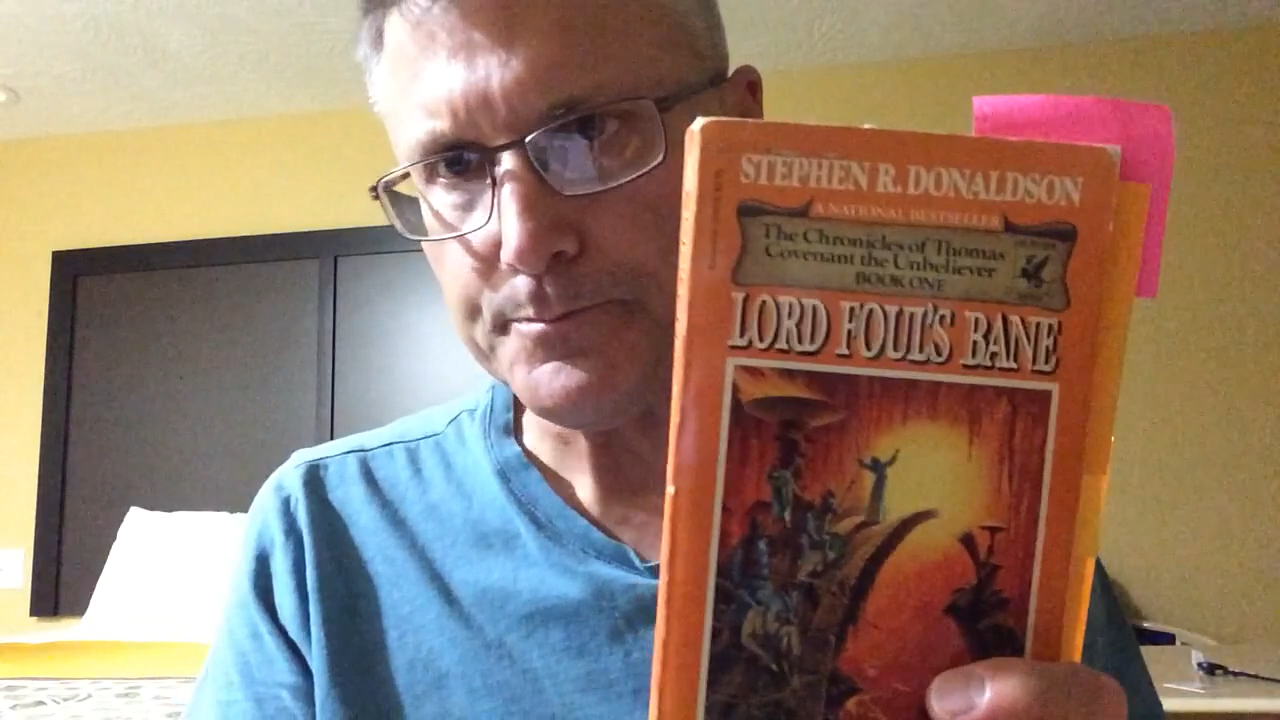 STEPHEN R. DONALDSON
A NATIONAL BESTSELLER
The Chronicles of Thomas
Covenant the Unbeliever
BOOK ONE
LORD FOUL'S BANE